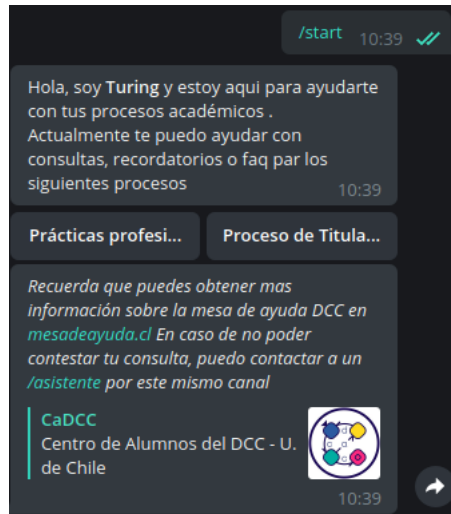 /start 10:39
Hola, soy Turing y estoy aqui para ayudarte
con tus procesos académicos .
Actualmente te puedo ayudar con
consultas, recordatorios o faq par los
siguientes procesos
10:39
Prácticas profesi...
Proceso de Titula...
Recuerda que puedes obtener mas
información sobre la mesa de ayuda DCC en
mesadeayuda.cl En caso de no poder
contestar tu consulta, puedo contactar a un
/asistente por este mismo canal
CaDCC
Centro de Alumnos del DCC - U.
de Chile
10:39